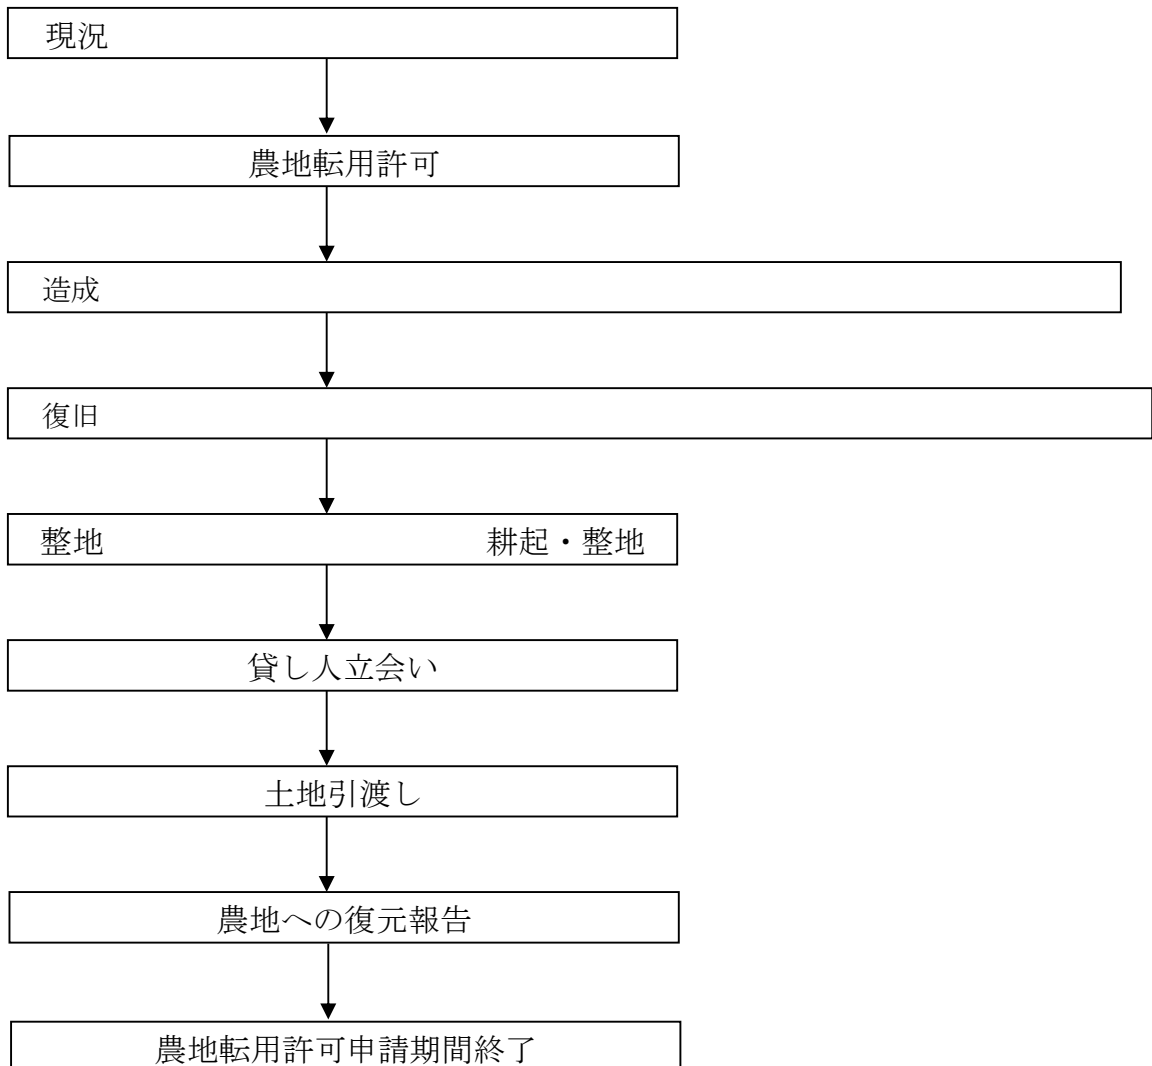 現況
農地転用許可
造成
復旧
整地 耕起・整地
貸し人立会い
土地引渡し
農地への復元報告
農地転用許可申請期間終了